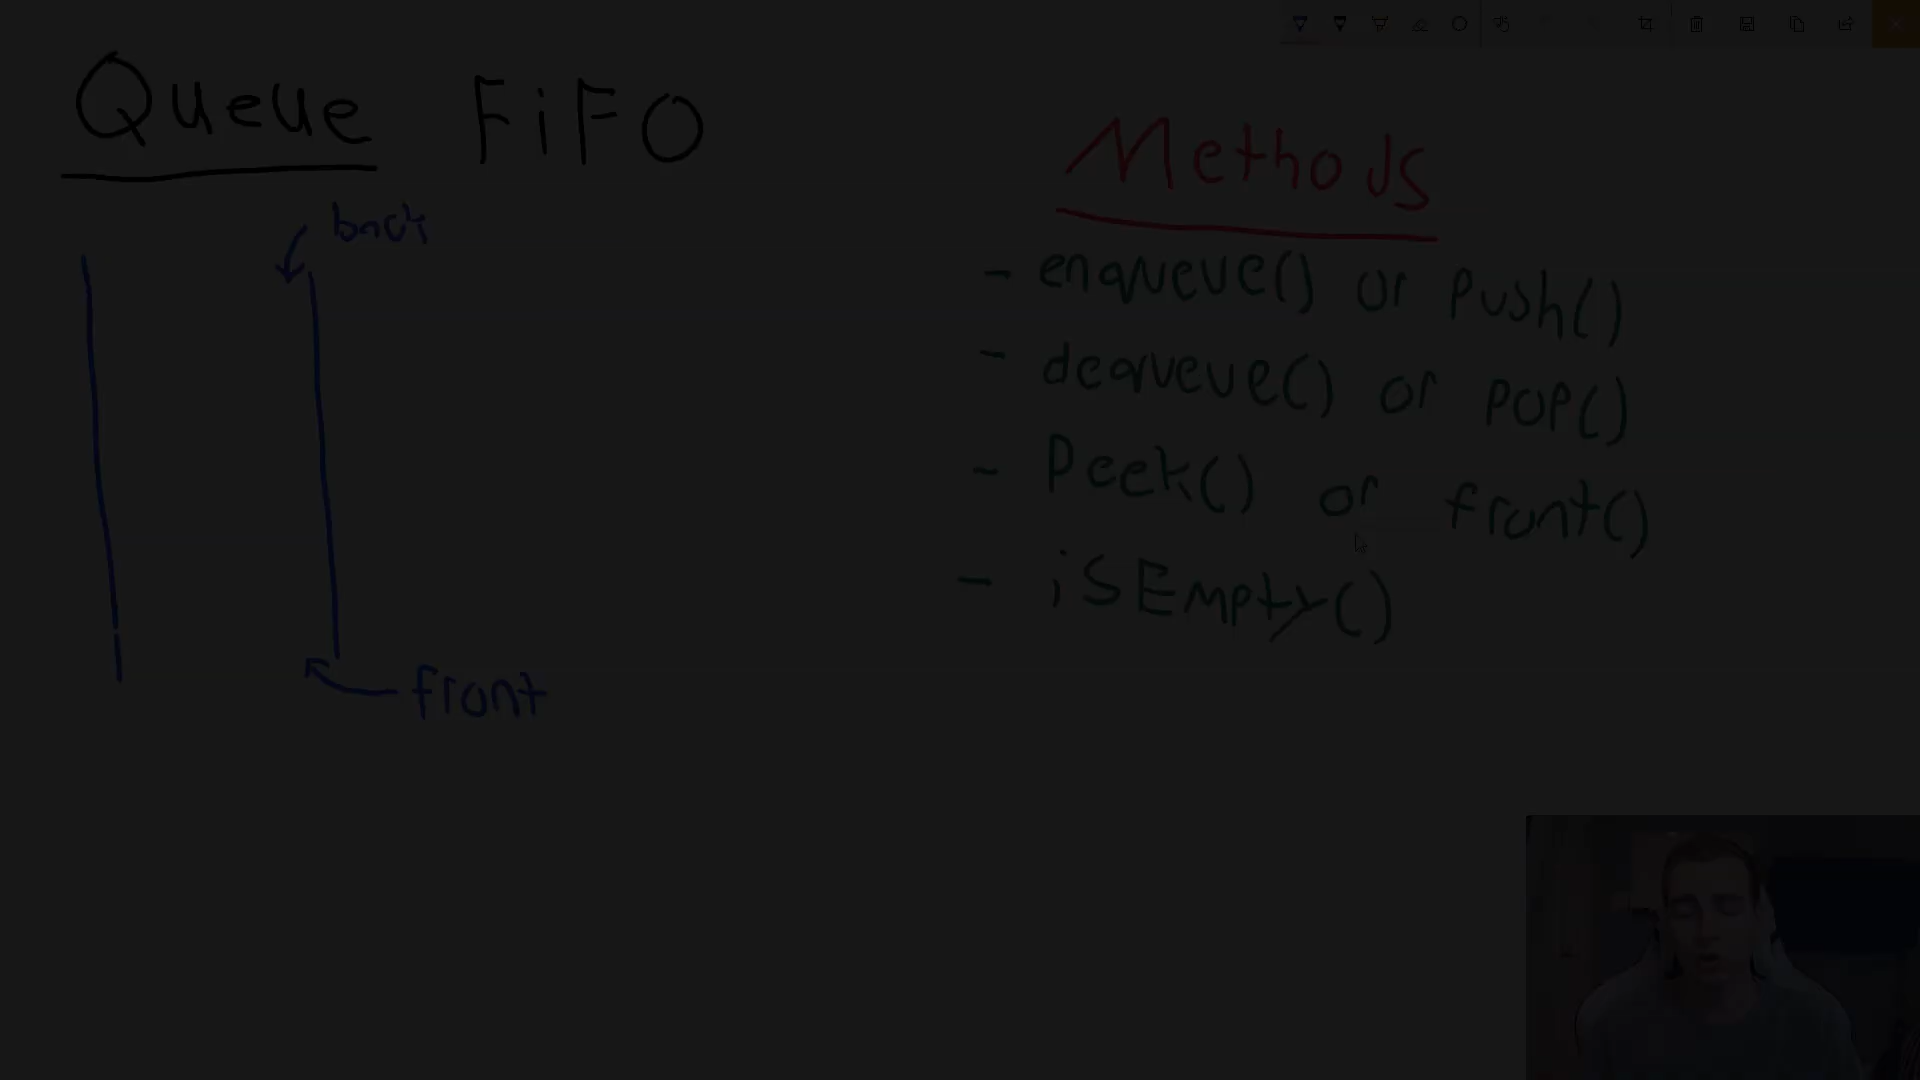 Queue FiFO
back
front
Methods
- enqueue() or push()
- dequeue() or pop()
- Peek() or front()
- isEmpty()